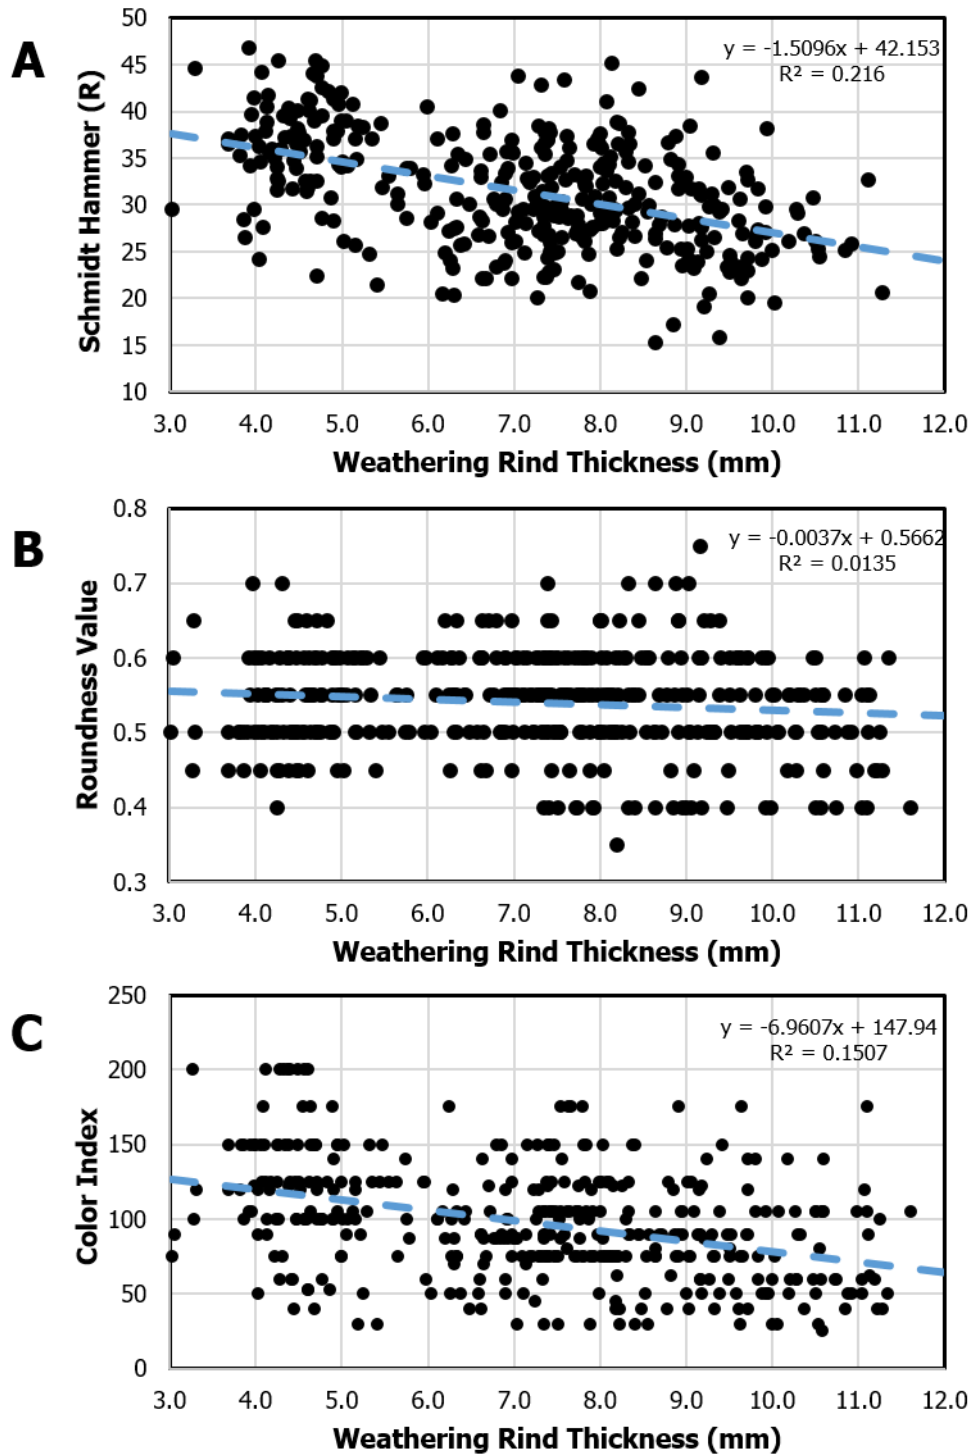 A
Schmidt Hammer (R)
50
45
40
35
30
25
20
15
10
y = -1.5096x + 42.153
R² = 0.216
3.0 4.0 5.0 6.0 7.0 8.0 9.0 10.0 11.0 12.0
Weathering Rind Thickness (mm)
B
Roundness Value
0.8
0.7
0.6
0.5
0.4
0.3
y = -0.0037x + 0.5662
R² = 0.0135
3.0 4.0 5.0 6.0 7.0 8.0 9.0 10.0 11.0 12.0
Weathering Rind Thickness (mm)
C
Color Index
250
200
150
100
50
0
y = -6.9607x + 147.94
R² = 0.1507
3.0 4.0 5.0 6.0 7.0 8.0 9.0 10.0 11.0 12.0
Weathering Rind Thickness (mm)